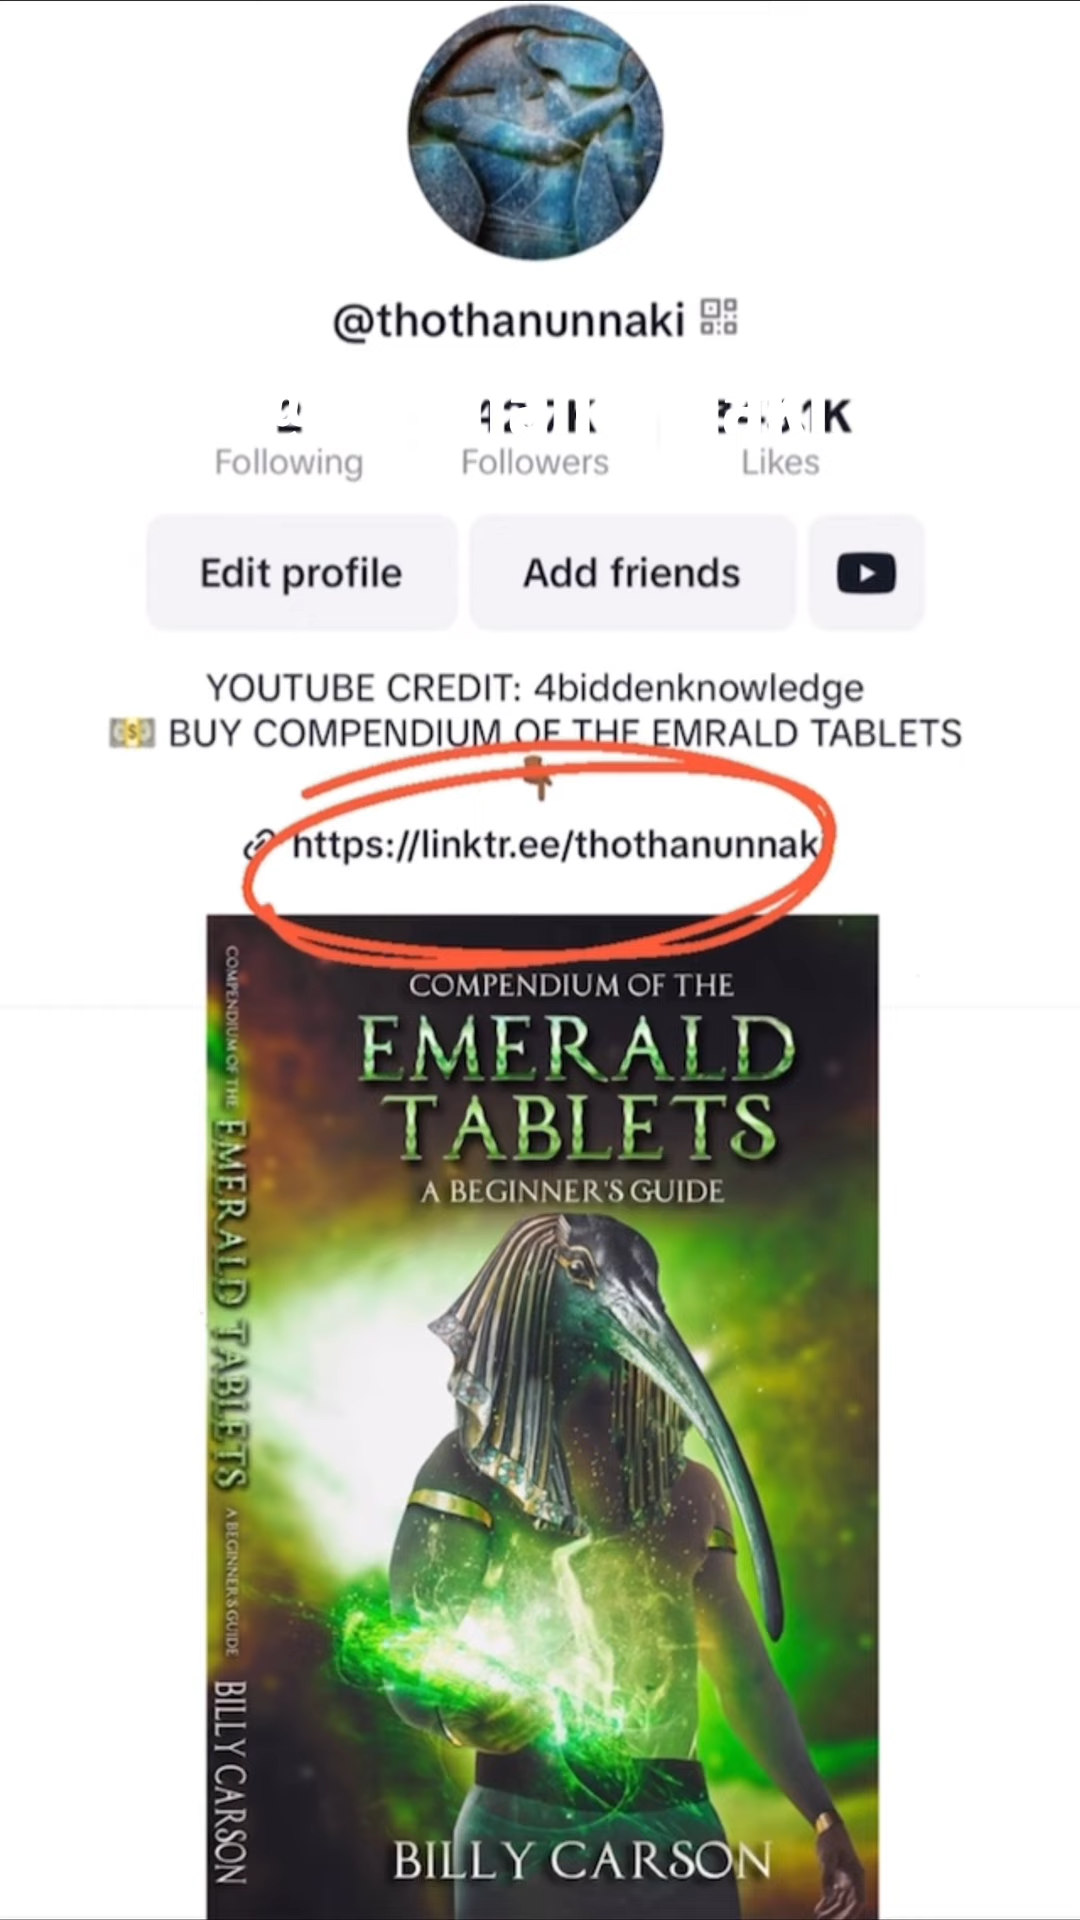 @thothanunnaki
Following
Followers
Likes
Edit profile
Add friends
YOUTUBE CREDIT: 4biddenknowledge
💵 BUY COMPENDIUM OF THE EMRALD TABLETS
👇🏾
https://linktr.ee/thothanunnaki
COMPENDIUM OF THE
EMERALD
TABLETS
A BEGINNER'S GUIDE
BILLY CARSON
COMPENDIUM OF THE EMERALD TABLETS A BEGINNER'S GUIDE BILLY CARSON